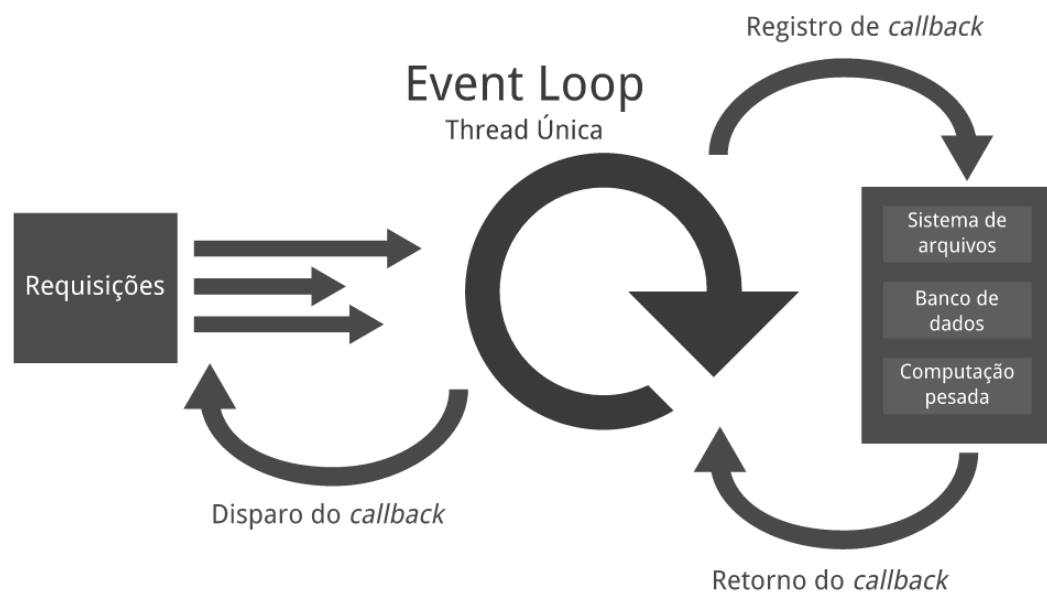 Registro de callback
Event Loop
Thread Única
Requisições
Sistema de
arquivos
Banco de
dados
Computação
pesada
Disparo do callback
Retorno do callback